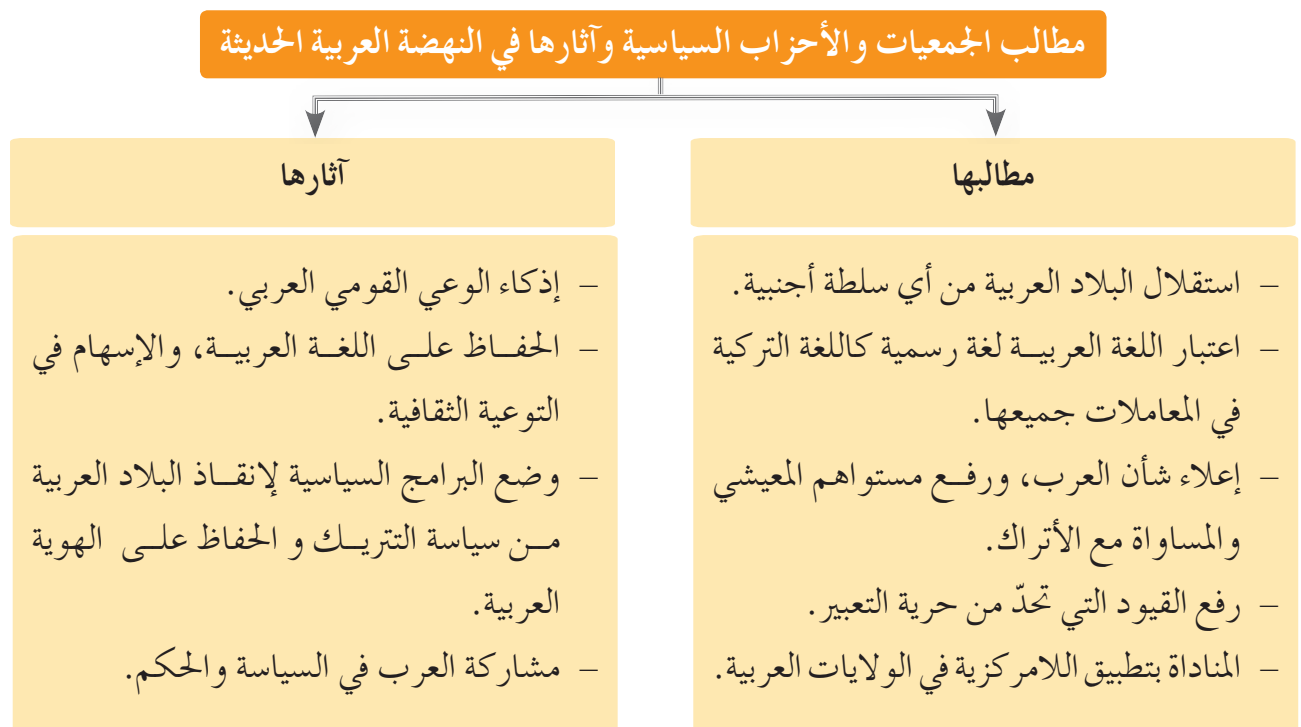 مطالب الجمعيات والأحزاب السياسية وآثارها في النهضة العربية الحديثة
مطالبها
– استقلال البلاد العربية من أي سلطة أجنبية.
– اعتبار اللغة العربية لغة رسمية كاللغة التركية
في المعاملات جميعها.
– إعلاء شأن العرب، ورفع مستواهم المعيشي
والمساواة مع الأتراك.
– رفع القيود التي تحدّ من حرية التعبير.
– المناداة بتطبيق اللامركزية في الولايات العربية.
آثارها
– إذكاء الوعي القومي العربي.
– الحفاظ على اللغة العربية، والإسهام في
التوعية الثقافية.
– وضع البرامج السياسية لإنقاذ البلاد العربية
من سياسة التتريك و الحفاظ على الهوية
العربية.
– مشاركة العرب في السياسة والحكم.